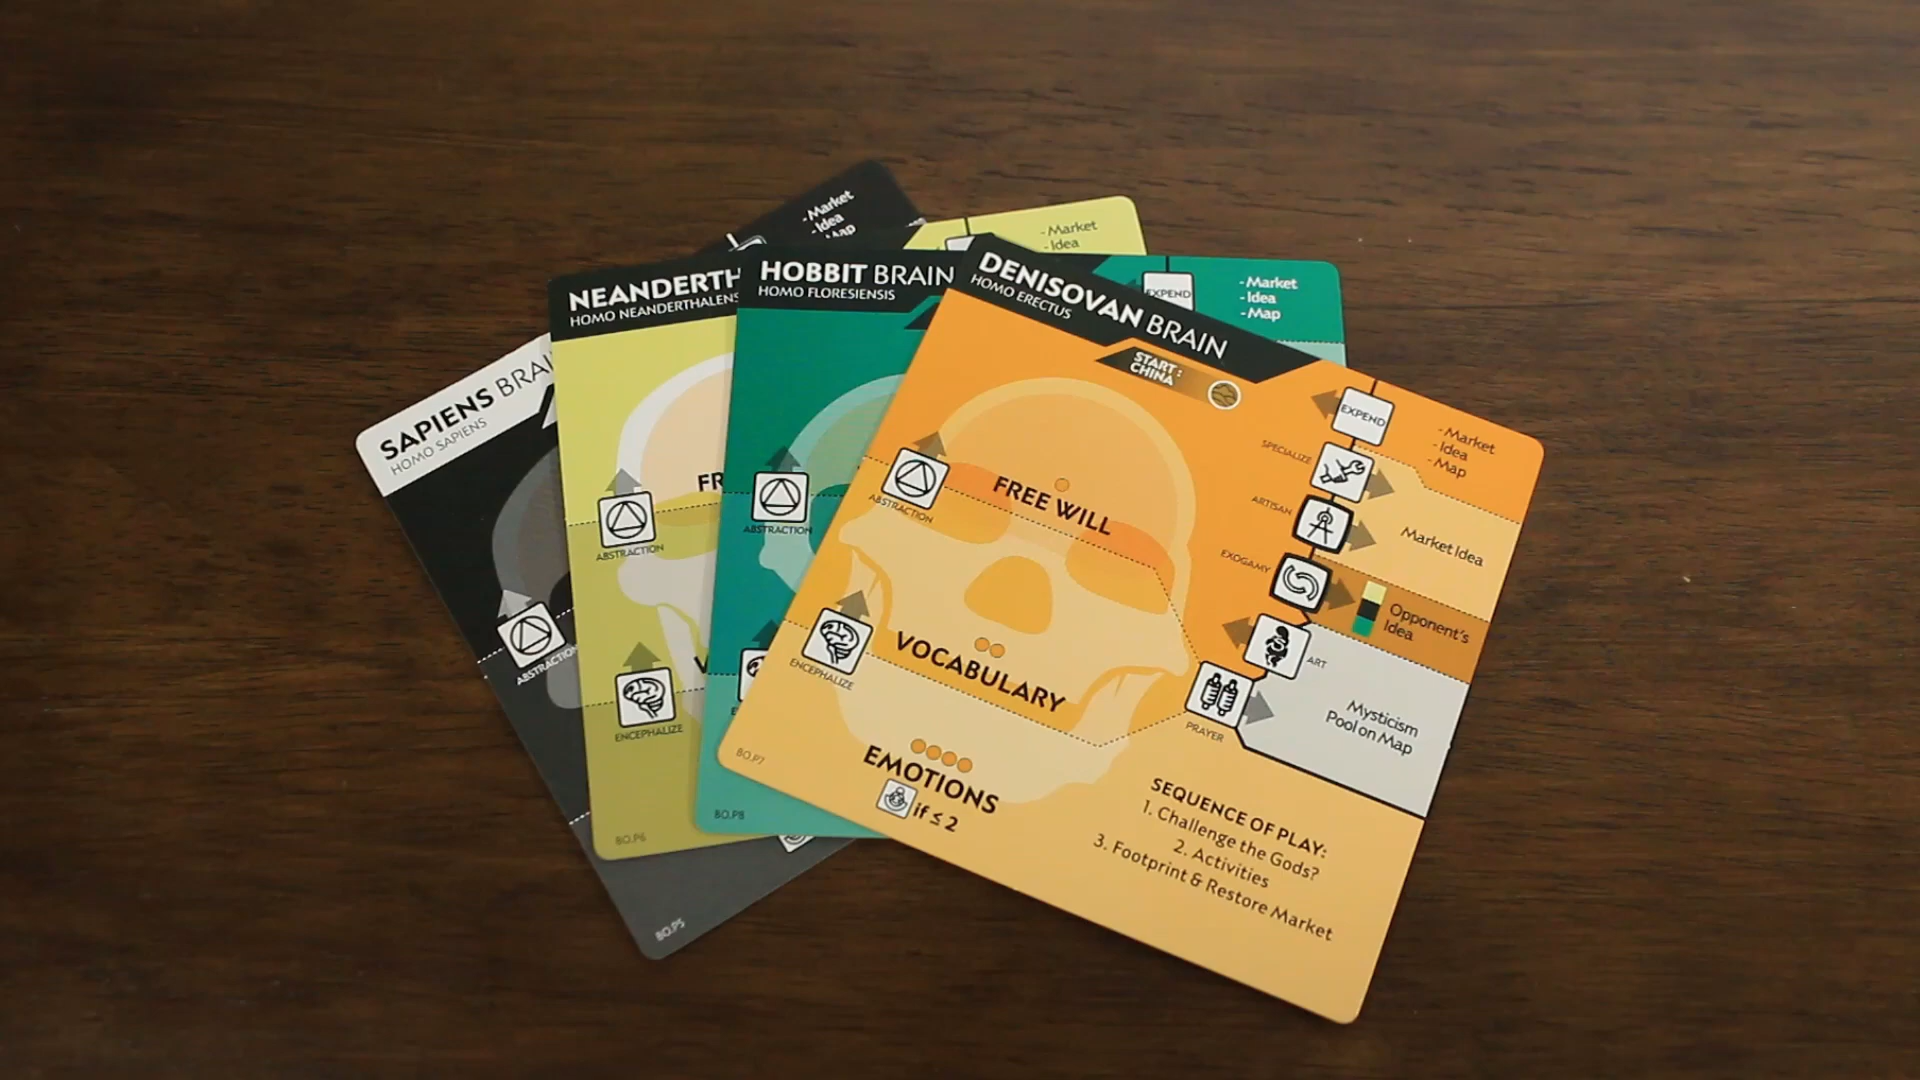 SAPIENS BRAI
HOMO SAPIENS
- Market
- Idea
ABSTRACTION
BO.P5
NEANDERTH
HOMO NEANDERTHALENS
- Market
- Idea
FR
ABSTRACTION
V
ENCEPHALIZE
BO.P6
HOBBIT BRAIN
HOMO FLORESIENSIS
EXPEND
- Market
- Idea
- Map
ABSTRACTION
E
BO.P8
DENISOVAN BRAIN
HOMO ERECTUS
START:
CHINA
EXPEND
- Market
- Idea
- Map
SPECIALIZE
ARTISAN
Market Idea
EXOGAMY
Opponent's
Idea
ABSTRACTION
FREE WILL
ART
ENCEPHALIZE
VOCABULARY
PRAYER
Mysticism
Pool on Map
EMOTIONS
if ≤ 2
BO.P7
SEQUENCE OF PLAY:
1. Challenge the Gods?
2. Activities
3. Footprint & Restore Market